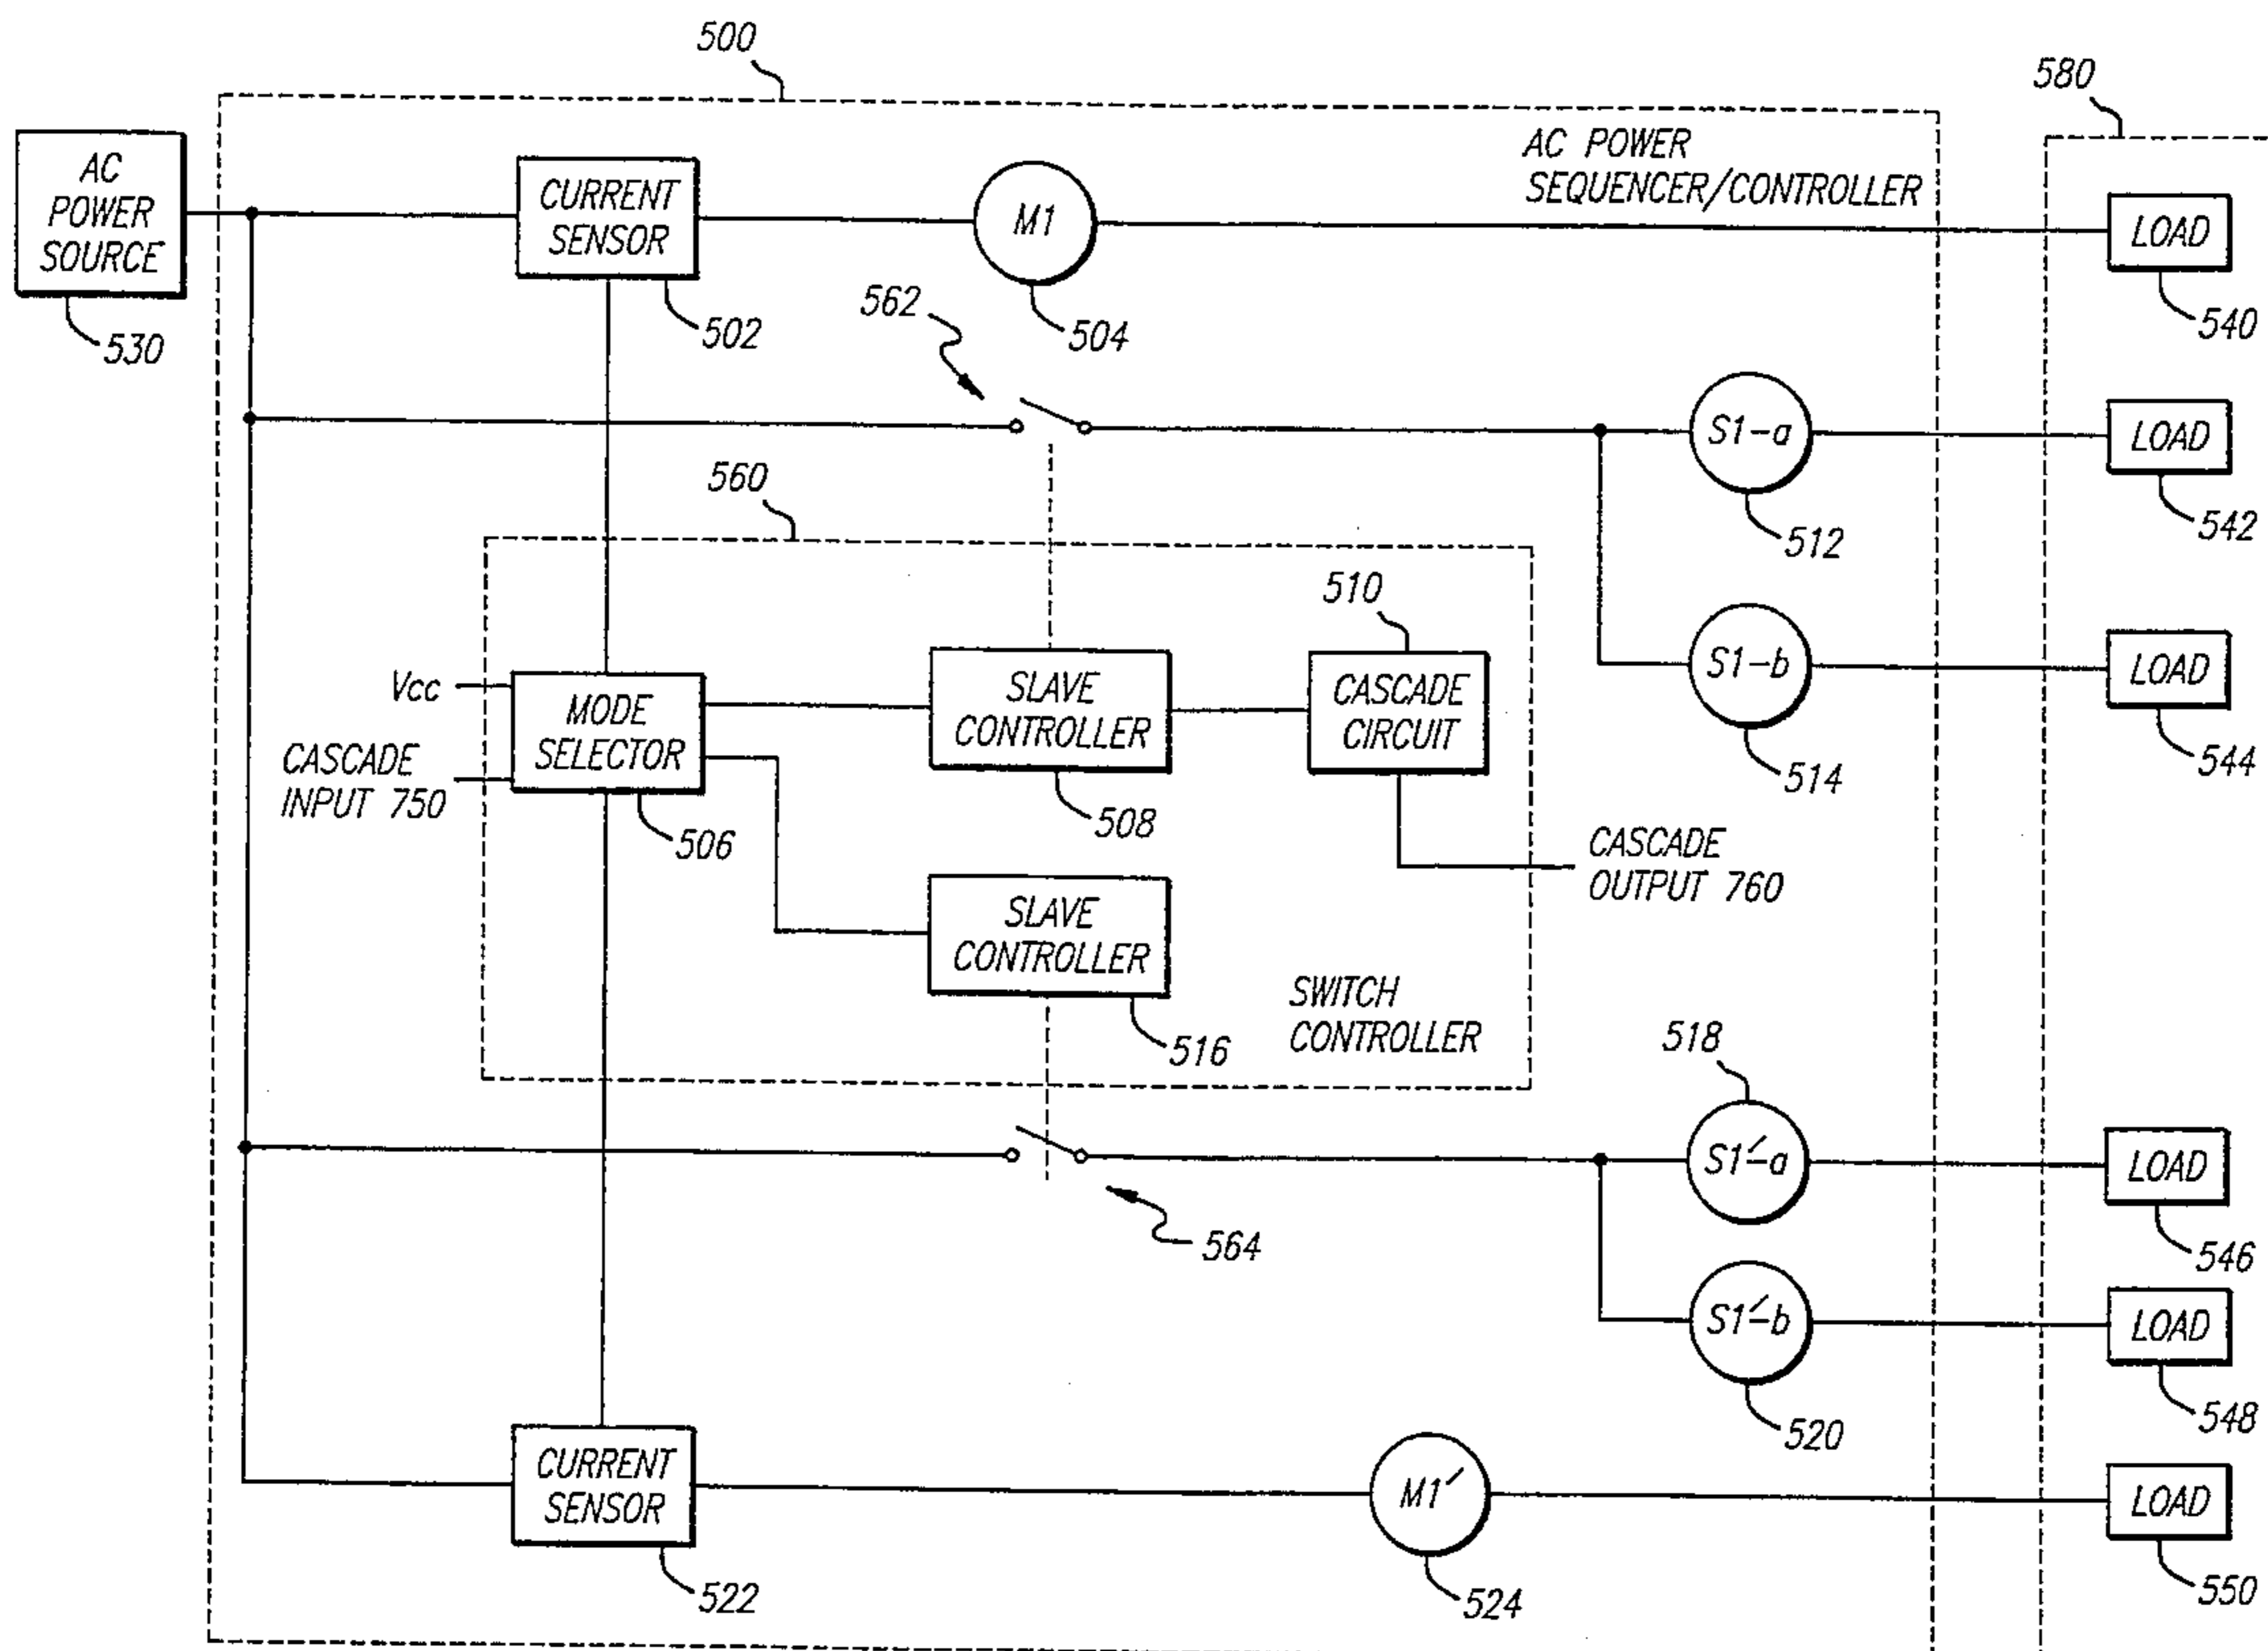 500
580
AC
POWER
SOURCE
530
CURRENT
SENSOR
502
M1
504
AC POWER
SEQUENCER/CONTROLLER
LOAD
540
562
S1-a
512
LOAD
542
560
510
Vcc
CASCADE
INPUT 750
MODE
SELECTOR
506
SLAVE
CONTROLLER
508
CASCADE
CIRCUIT
S1-b
514
LOAD
544
CASCADE
OUTPUT 760
SLAVE
CONTROLLER
516
SWITCH
CONTROLLER
518
S1'-a
LOAD
546
564
S1'-b
520
LOAD
548
CURRENT
SENSOR
522
M1'
524
LOAD
550